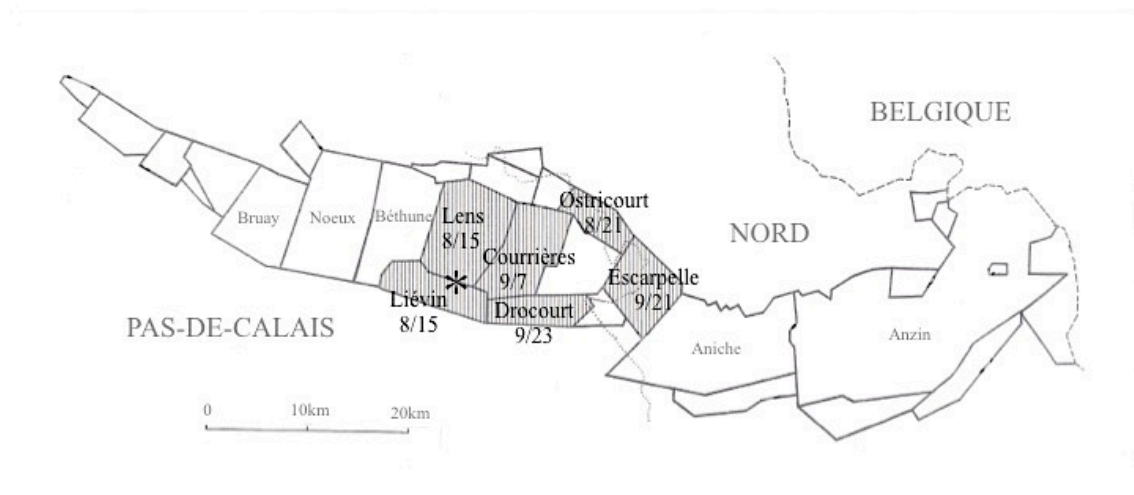 BELGIQUE
NORD
PAS-DE-CALAIS
Bruay
Noeux
Béthune
Lens
8/15
Courrières
9/7
Ostricourt
8/21
Escarpelle
9/21
Liévin
8/15
Drocourt
9/23
*
Aniche
Anzin
0 10km 20km